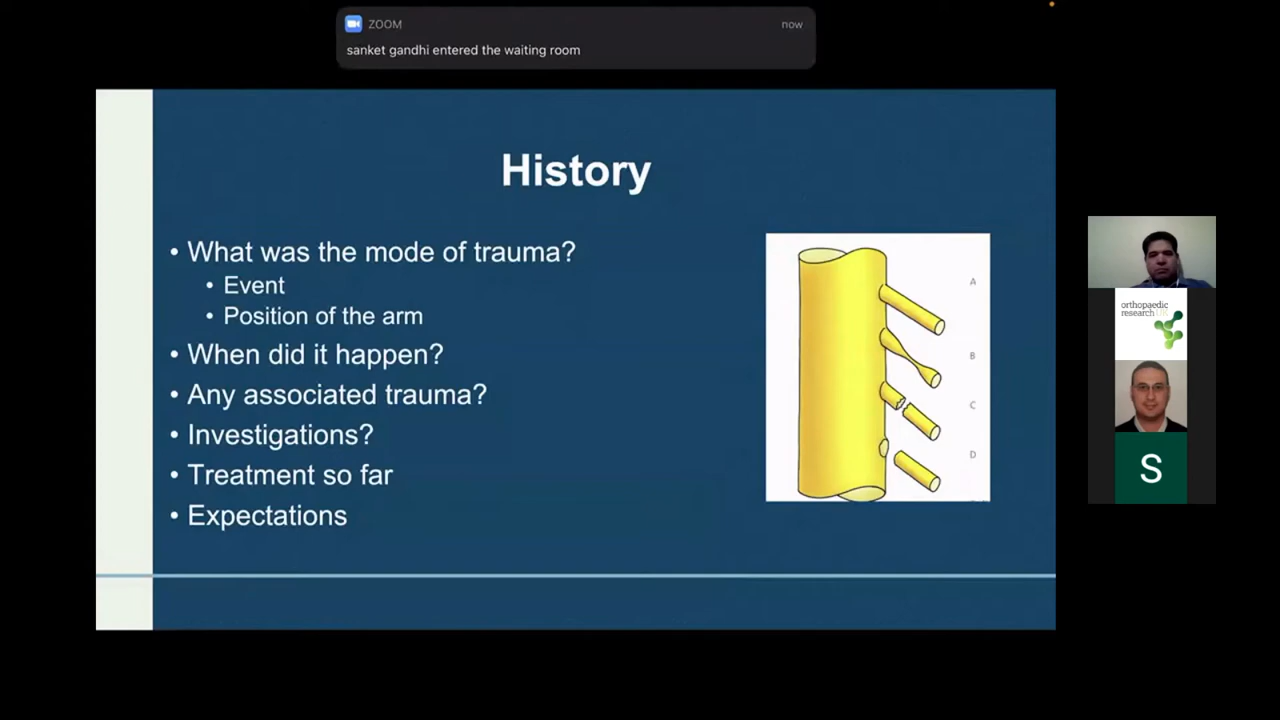 ZOOM
now
sanket gandhi entered the waiting room
History
• What was the mode of trauma?
• Event
• Position of the arm
• When did it happen?
• Any associated trauma?
• Investigations?
• Treatment so far
• Expectations
A
B
C
D
orthopaedic
researchUK
S